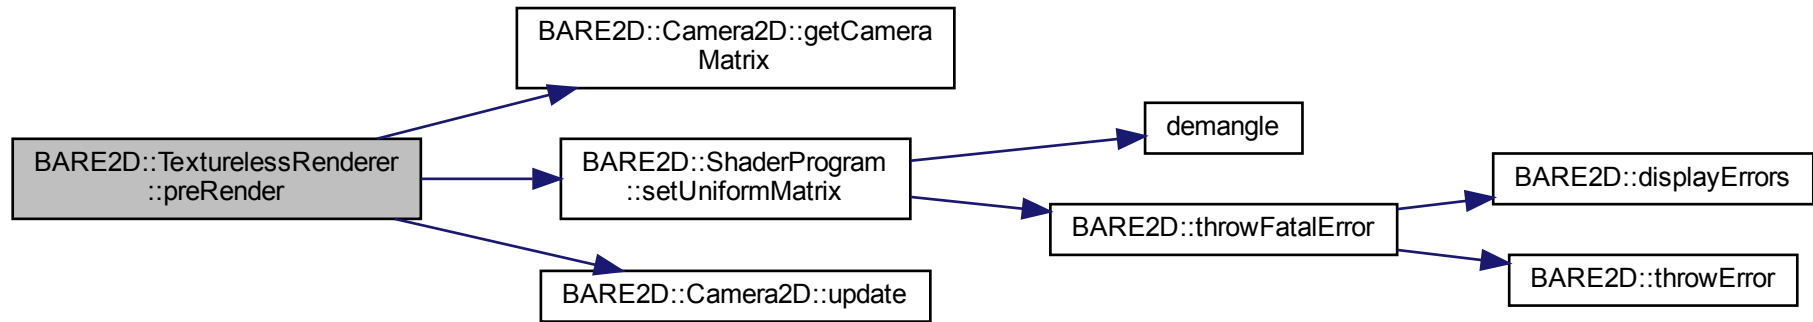 BARE2D::TexturelessRenderer
::preRender
BARE2D::Camera2D::getCamera
Matrix
BARE2D::ShaderProgram
::setUniformMatrix
BARE2D::Camera2D::update
demangle
BARE2D::throwFatalError
BARE2D::displayErrors
BARE2D::throwError